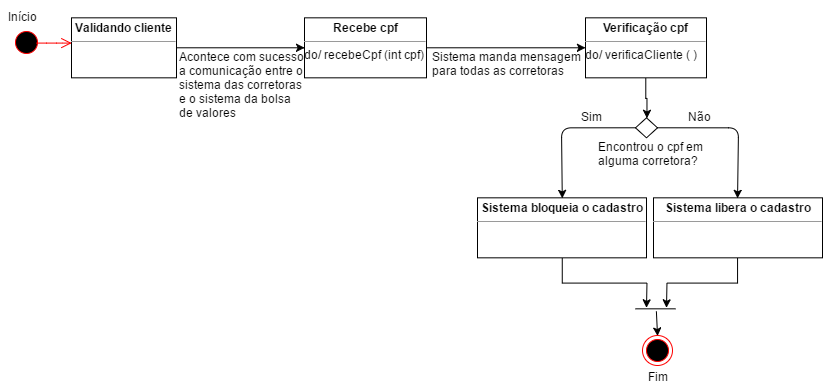 Início
Validando cliente
Acontece com sucesso
a comunicação entre o
sistema das corretoras
e o sistema da bolsa
de valores
Recebe cpf
do/ recebeCpf (int cpf)
Sistema manda mensagem
para todas as corretoras
Verificação cpf
do/ verificaCliente ( )
Sim
Não
Encontrou o cpf em
alguma corretora?
Sistema bloqueia o cadastro
Sistema libera o cadastro
Fim